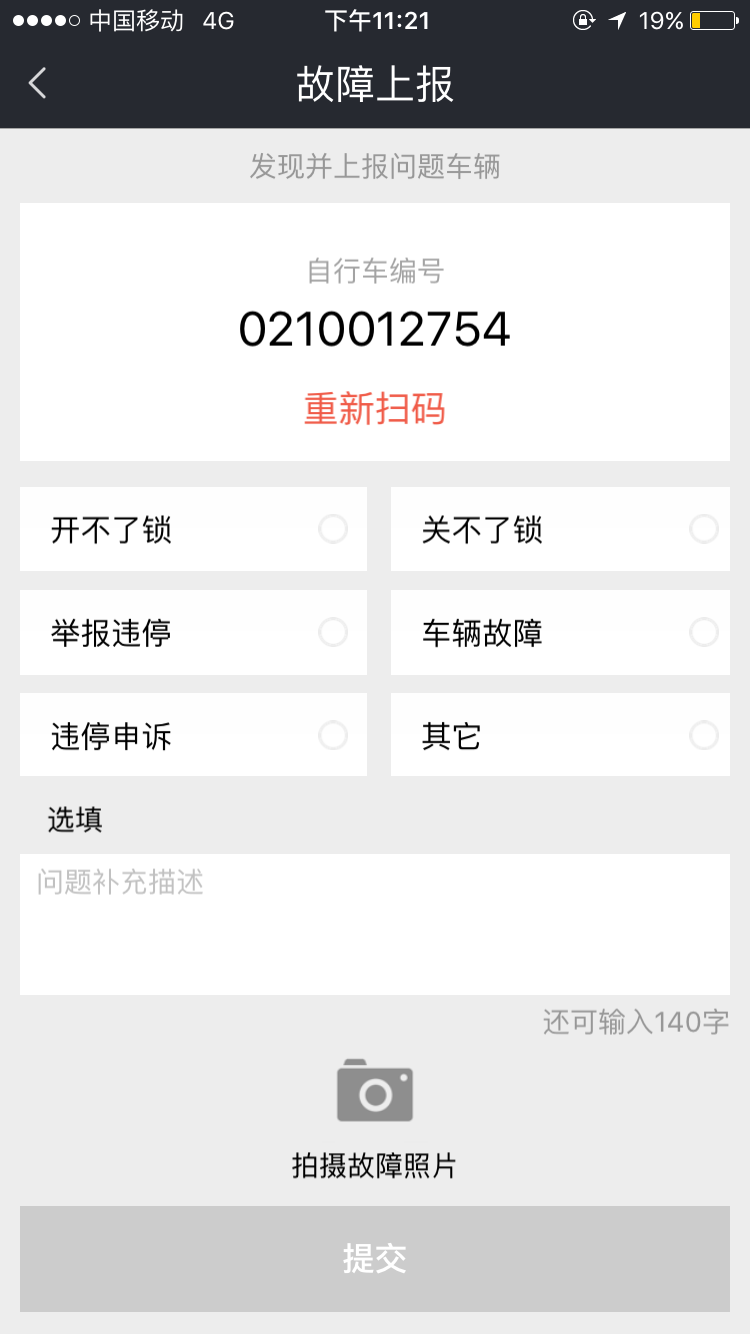 中国移动 4G 下午11:21 19%
故障上报
发现并上报问题车辆
自行车编号
0210012754
重新扫码
开不了锁 关不了锁
举报违停 车辆故障
违停申诉 其它
选填
问题补充描述
还可输入140字
拍摄故障照片
提交